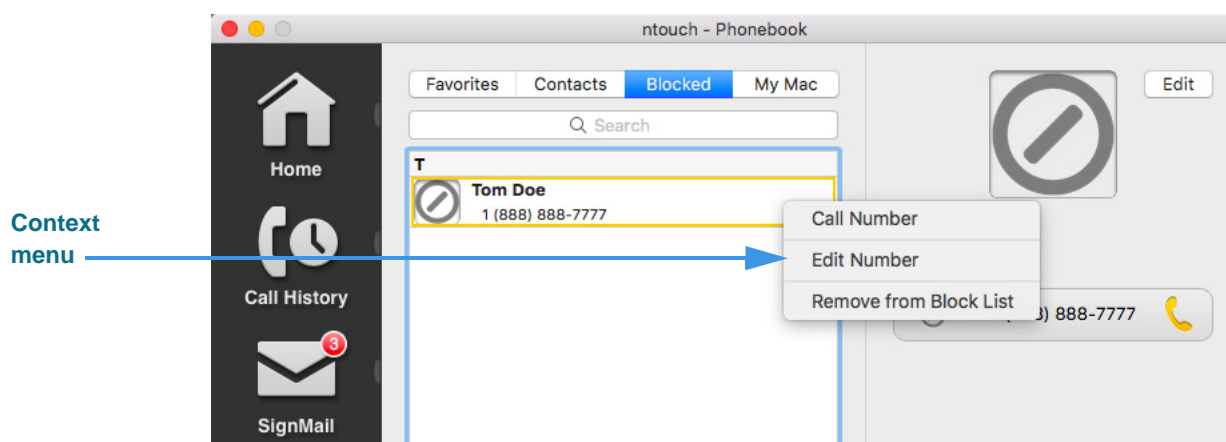 ntouch - Phonebook
Favorites Contacts Blocked My Mac
Edit
Search
Home
T
Tom Doe
1 (888) 888-7777
Context
menu
Call Number
Edit Number
Remove from Block List
8) 888-7777
Call History
3
SignMail